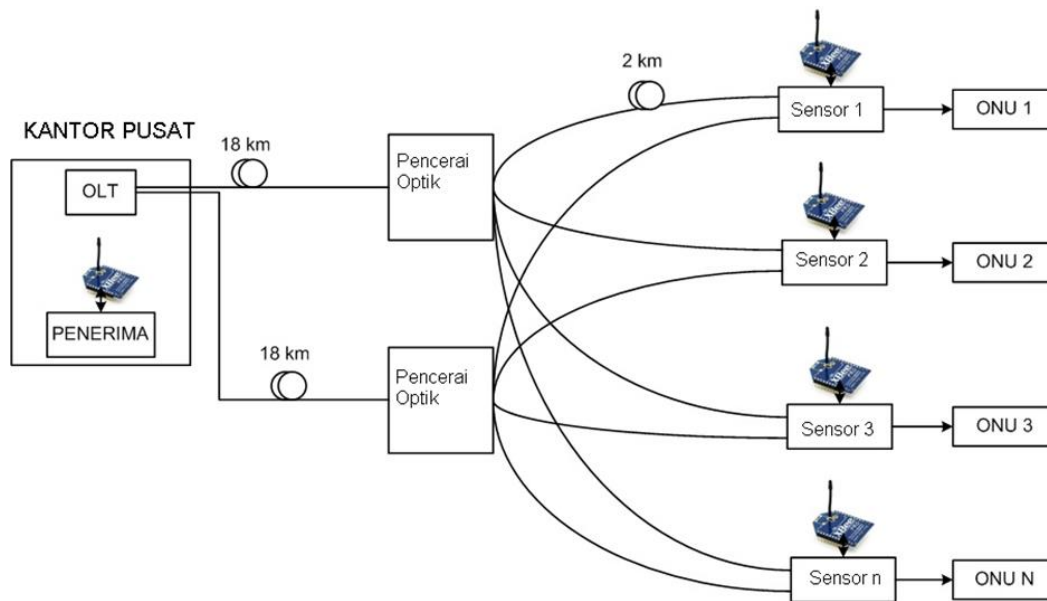 KANTOR PUSAT
OLT
PENERIMA
18 km
18 km
Pencerai
Optik
Pencerai
Optik
2 km
Sensor 1
ONU 1
Sensor 2
ONU 2
Sensor 3
ONU 3
Sensor n
ONU N